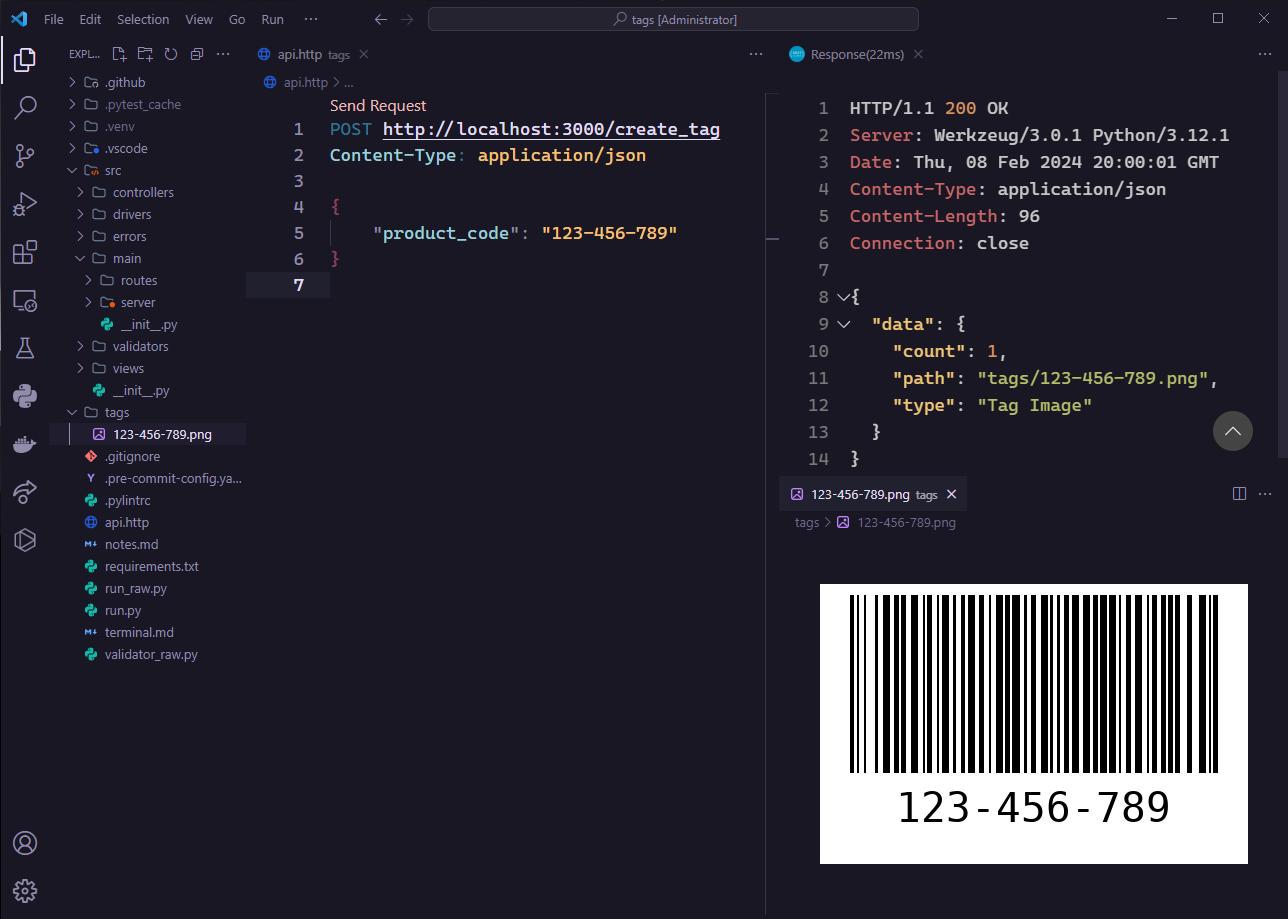 File Edit Selection View Go Run ··· tags [Administrator]
EXPL... ···
.github
.pytest_cache
.venv
.vscode
src
controllers
drivers
errors
main
routes
server
__init__.py
validators
views
__init__.py
tags
123-456-789.png
.gitignore
.pre-commit-config.ya...
.pylintrc
api.http
notes.md
requirements.txt
run_raw.py
run.py
terminal.md
validator_raw.py
api.http tags ···
api.http > ...
Send Request
1 POST http://localhost:3000/create_tag
2 Content-Type: application/json
3
4 {
5 "product_code": "123-456-789"
6 }
7
Response(22ms) ···
1 HTTP/1.1 200 OK
2 Server: Werkzeug/3.0.1 Python/3.12.1
3 Date: Thu, 08 Feb 2024 20:00:01 GMT
4 Content-Type: application/json
5 Content-Length: 96
6 Connection: close
7
8 {
9 "data": {
10 "count": 1,
11 "path": "tags/123-456-789.png",
12 "type": "Tag Image"
13 }
14 }
123-456-789.png tags ···
tags > 123-456-789.png
123-456-789